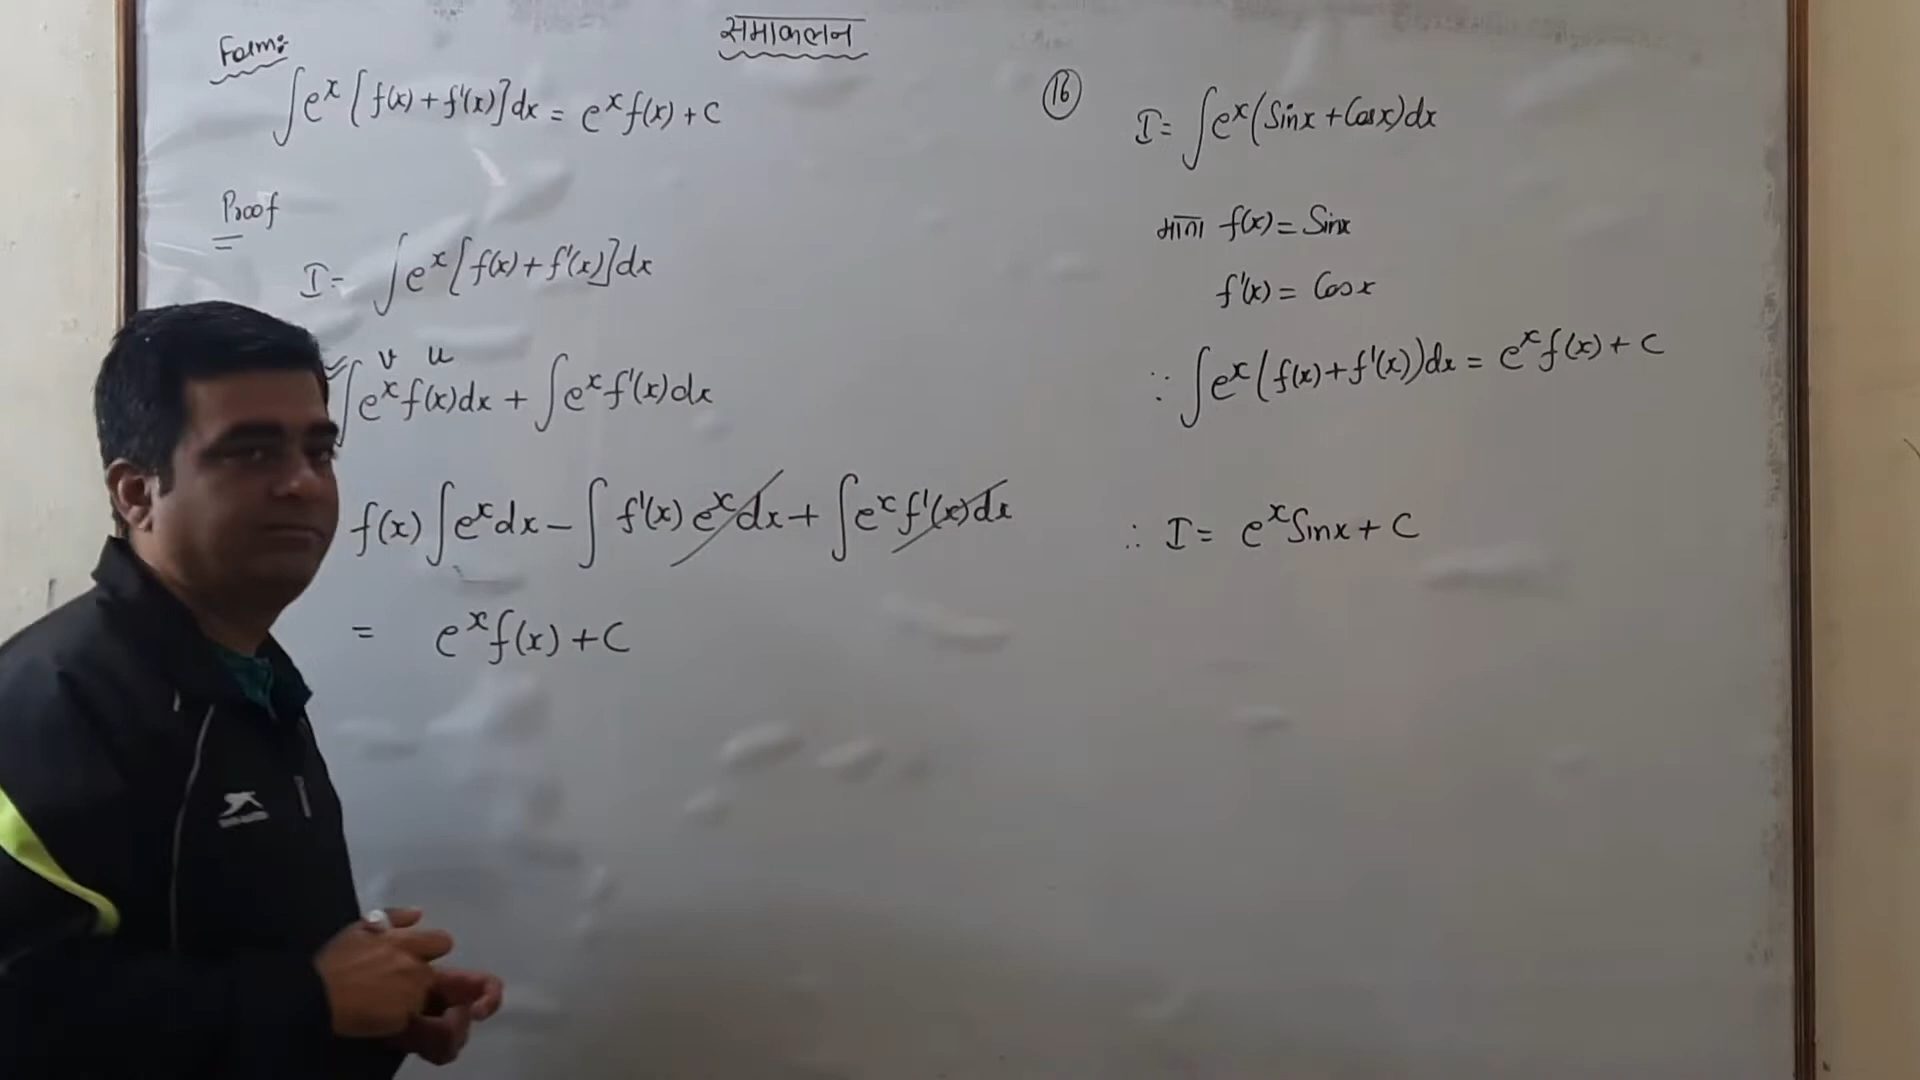 समाकलन
Form:
∫e^x [f(x) + f'(x)]dx = e^x f(x) + C
Proof
I = ∫e^x [f(x) + f'(x)]dx
v u
∫e^x f(x)dx + ∫e^x f'(x)dx
f(x) ∫e^x dx - ∫ f'(x) e^x dx + ∫e^x f'(x)dx
= e^x f(x) + C
16
I = ∫e^x (Sinx + Cosx)dx
माना f(x) = Sinx
f'(x) = Cosx
∵ ∫e^x (f(x) + f'(x))dx = e^x f(x) + C
∴ I = e^x Sinx + C